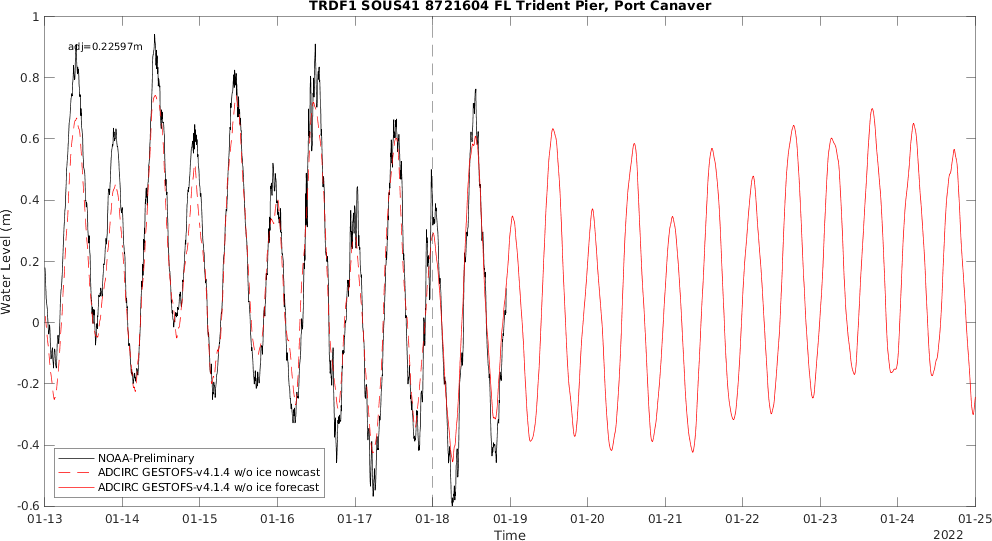 TRDF1 SOUS41 8721604 FL Trident Pier, Port Canaver
adj=0.22597m
1
0.8
0.6
0.4
0.2
0
-0.2
-0.4
-0.6
Water Level (m)
NOAA-Preliminary
ADCIRC GESTOFS-v4.1.4 w/o ice nowcast
ADCIRC GESTOFS-v4.1.4 w/o ice forecast
01-13 01-14 01-15 01-16 01-17 01-18 01-19 01-20 01-21 01-22 01-23 01-24 01-25
Time
2022